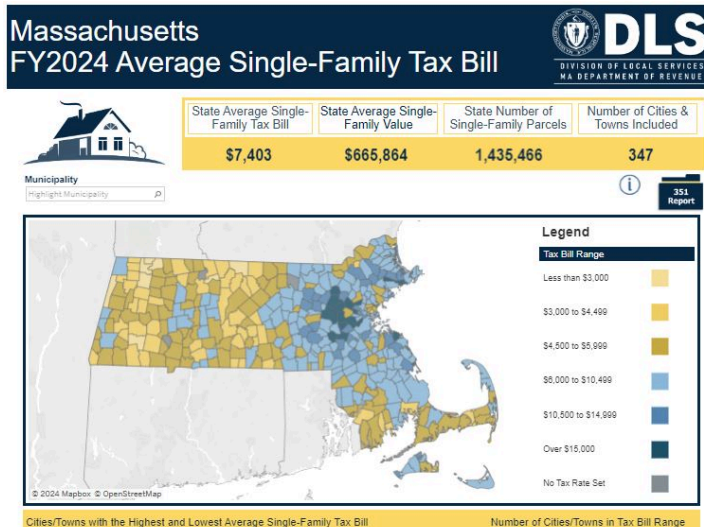 Massachusetts
FY2024 Average Single-Family Tax Bill
DLS
DIVISION OF LOCAL SERVICES
MA DEPARTMENT OF REVENUE
State Average Single-Family Tax Bill
$7,403
State Average Single-Family Value
$665,864
State Number of Single-Family Parcels
1,435,466
Number of Cities & Towns Included
347
Municipality
Highlight Municipality
i
351
Report
Legend
Tax Bill Range
Less than $3,000
$3,000 to $4,499
$4,500 to $5,999
$6,000 to $10,499
$10,500 to $14,999
Over $15,000
No Tax Rate Set
© 2024 Mapbox © OpenStreetMap
Cities/Towns with the Highest and Lowest Average Single-Family Tax Bill
Number of Cities/Towns in Tax Bill Range